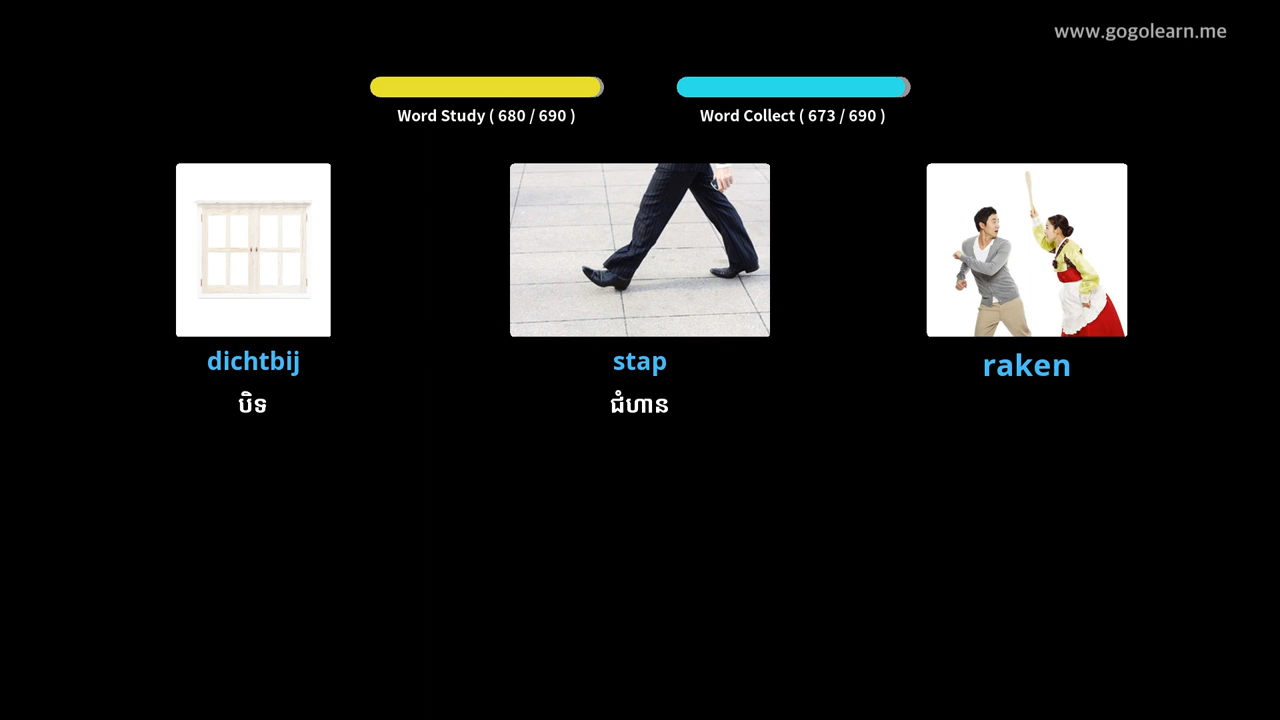 www.gogolearn.me
Word Study ( 680 / 690 )
Word Collect ( 673 / 690 )
dichtbij
stap
raken
បិទ
ជំហាន